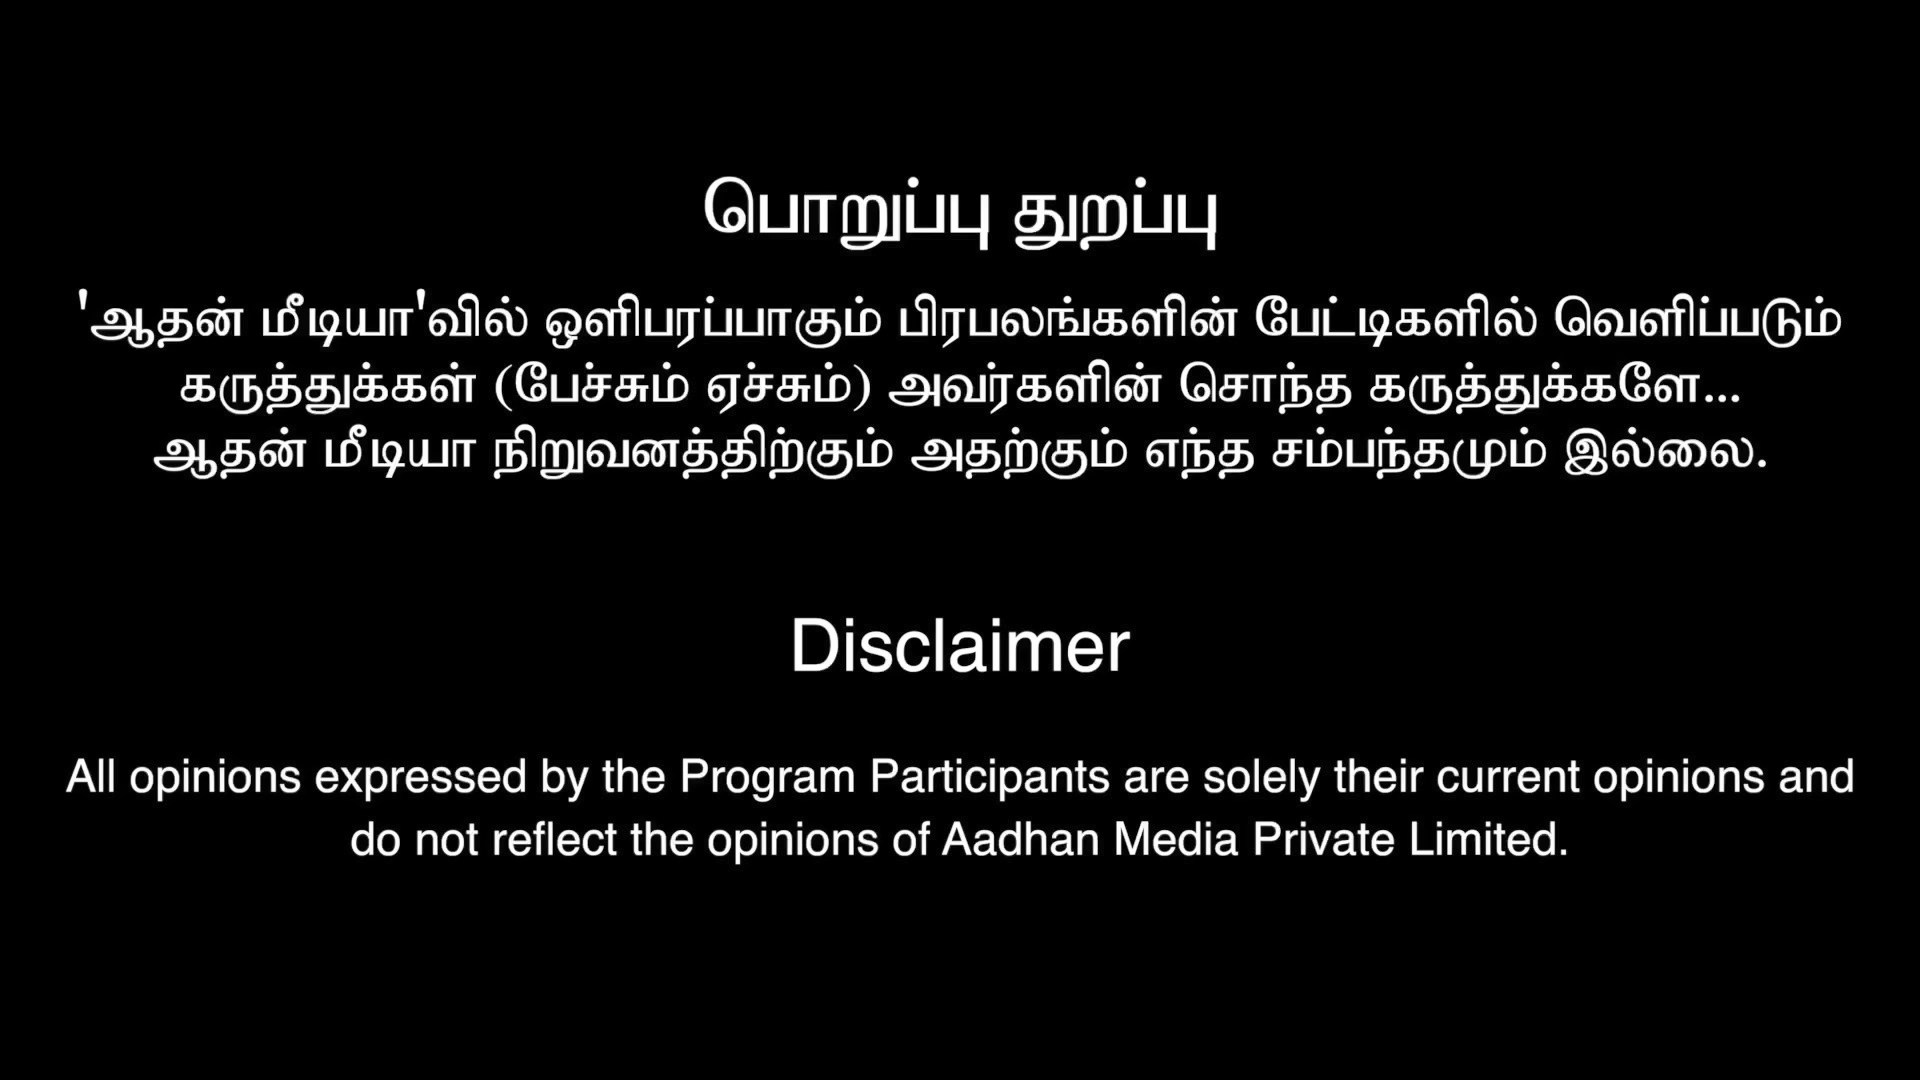 பொறுப்பு துறப்பு
'ஆதன் மீடியா'வில் ஒளிபரப்பாகும் பிரபலங்களின் பேட்டிகளில் வெளிப்படும்
கருத்துக்கள் (பேச்சும் ஏச்சும்) அவர்களின் சொந்த கருத்துக்களே...
ஆதன் மீடியா நிறுவனத்திற்கும் அதற்கும் எந்த சம்பந்தமும் இல்லை.
Disclaimer
All opinions expressed by the Program Participants are solely their current opinions and
do not reflect the opinions of Aadhan Media Private Limited.